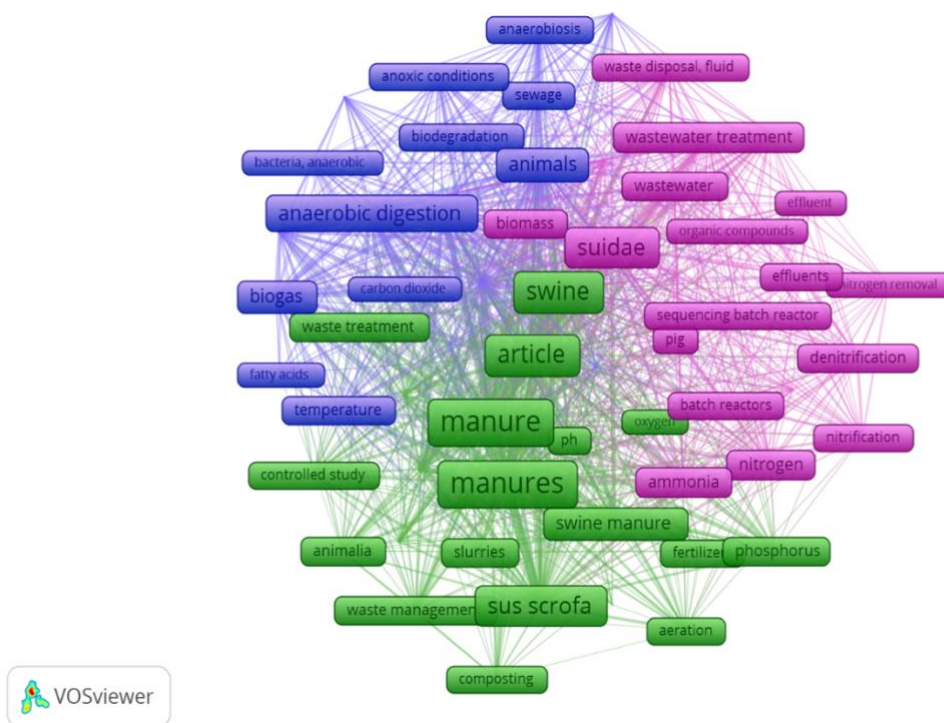 anaerobiosis
waste disposal, fluid
anoxic conditions
sewage
biodegradation
wastewater treatment
bacteria, anaerobic
animals
wastewater
effluent
anaerobic digestion
biomass
suidae
organic compounds
effluents
nitrogen removal
biogas
carbon dioxide
swine
waste treatment
sequencing batch reactor
pig
article
denitrification
fatty acids
temperature
batch reactors
manure
oxygen
ph
nitrification
controlled study
nitrogen
manures
ammonia
swine manure
animalia
slurries
fertilizer
phosphorus
waste managemen
sus scrofa
aeration
composting
VOSviewer